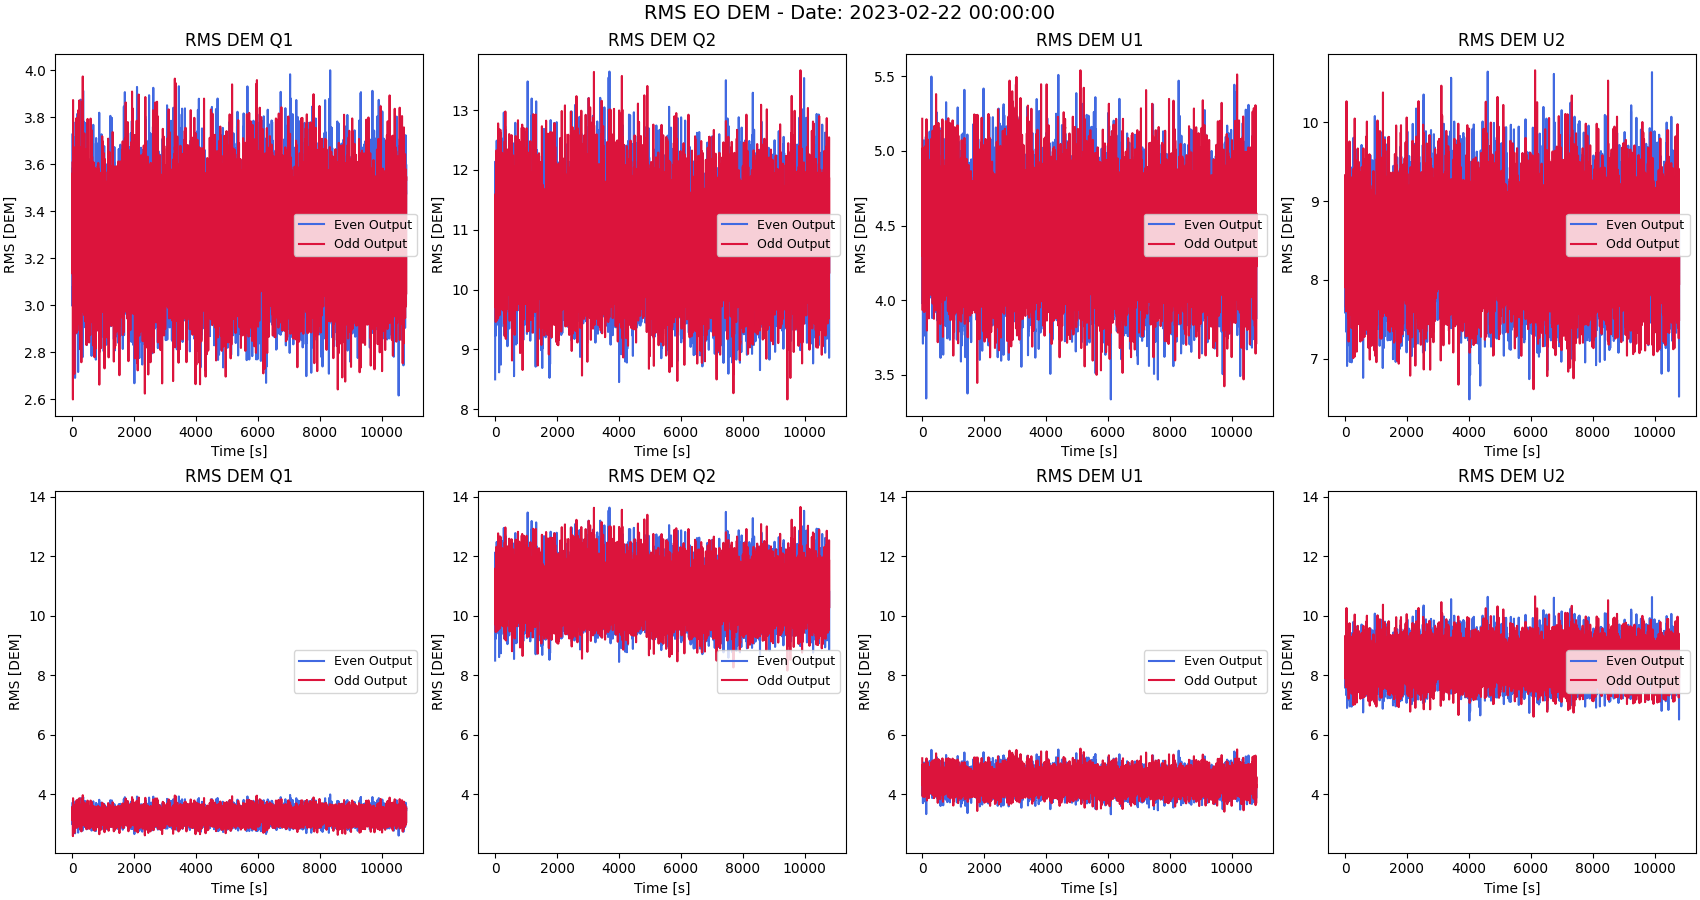 RMS EO DEM - Date: 2023-02-22 00:00:00
RMS DEM Q1
RMS [DEM]
4.0
3.8
3.6
3.4
3.2
3.0
2.8
2.6
Even Output
Odd Output
0 2000 4000 6000 8000 10000
Time [s]
RMS DEM Q2
RMS [DEM]
13
12
11
10
9
8
Even Output
Odd Output
0 2000 4000 6000 8000 10000
Time [s]
RMS DEM U1
RMS [DEM]
5.5
5.0
4.5
4.0
3.5
Even Output
Odd Output
0 2000 4000 6000 8000 10000
Time [s]
RMS DEM U2
RMS [DEM]
10
9
8
7
Even Output
Odd Output
0 2000 4000 6000 8000 10000
Time [s]
RMS DEM Q1
RMS [DEM]
14
12
10
8
6
4
Even Output
Odd Output
0 2000 4000 6000 8000 10000
Time [s]
RMS DEM Q2
RMS [DEM]
14
12
10
8
6
4
Even Output
Odd Output
0 2000 4000 6000 8000 10000
Time [s]
RMS DEM U1
RMS [DEM]
14
12
10
8
6
4
Even Output
Odd Output
0 2000 4000 6000 8000 10000
Time [s]
RMS DEM U2
RMS [DEM]
14
12
10
8
6
4
Even Output
Odd Output
0 2000 4000 6000 8000 10000
Time [s]